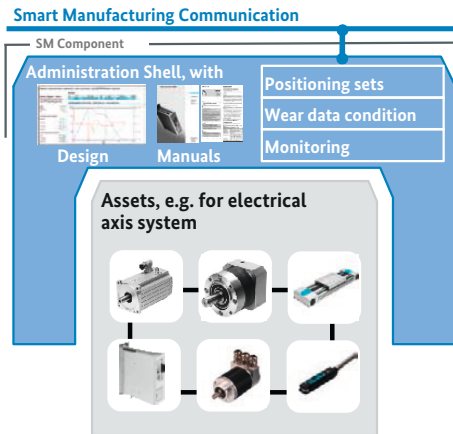 Smart Manufacturing Communication
SM Component
Administration Shell, with
Positioning sets
Wear data condition
Monitoring
Design
Manuals
Assets, e.g. for electrical
axis system